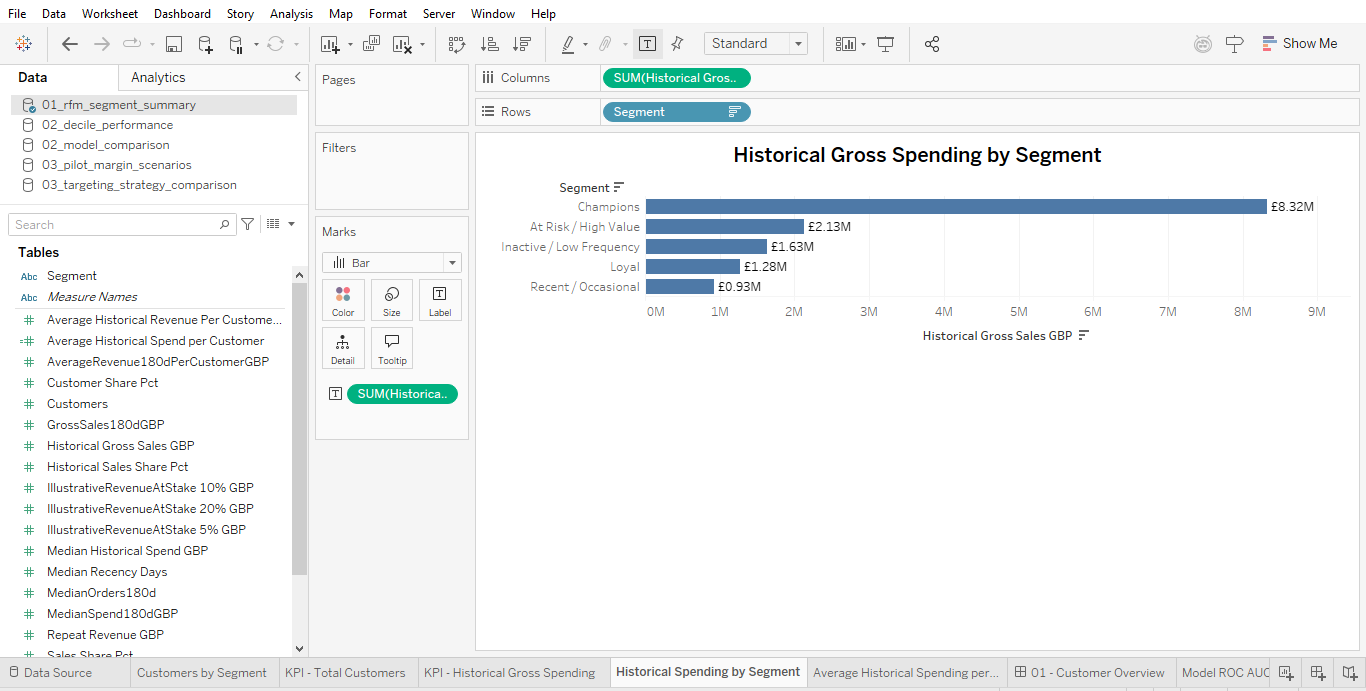 File Data Worksheet Dashboard Story Analysis Map Format Server Window Help
Standard
Show Me
Data Analytics
01_rfm_segment_summary
02_decile_performance
02_model_comparison
03_pilot_margin_scenarios
03_targeting_strategy_comparison
Search
Tables
Abc Segment
Abc Measure Names
# Average Historical Revenue Per Custome...
=# Average Historical Spend per Customer
# AverageRevenue180dPerCustomerGBP
# Customer Share Pct
# Customers
# GrossSales180dGBP
# Historical Gross Sales GBP
# Historical Sales Share Pct
# IllustrativeRevenueAtStake 10% GBP
# IllustrativeRevenueAtStake 20% GBP
# IllustrativeRevenueAtStake 5% GBP
# Median Historical Spend GBP
# Median Recency Days
# MedianOrders180d
# MedianSpend180dGBP
# Repeat Revenue GBP
# Sales Share Pct
Pages
Filters
Marks
Bar
Color Size Label
Detail Tooltip
SUM(Historica..
Columns SUM(Historical Gros..
Rows Segment
Historical Gross Spending by Segment
Segment
Champions £8.32M
At Risk / High Value £2.13M
Inactive / Low Frequency £1.63M
Loyal £1.28M
Recent / Occasional £0.93M
0M 1M 2M 3M 4M 5M 6M 7M 8M 9M
Historical Gross Sales GBP
Data Source Customers by Segment KPI - Total Customers KPI - Historical Gross Spending Historical Spending by Segment Average Historical Spending per... 01 - Customer Overview Model ROC AUC